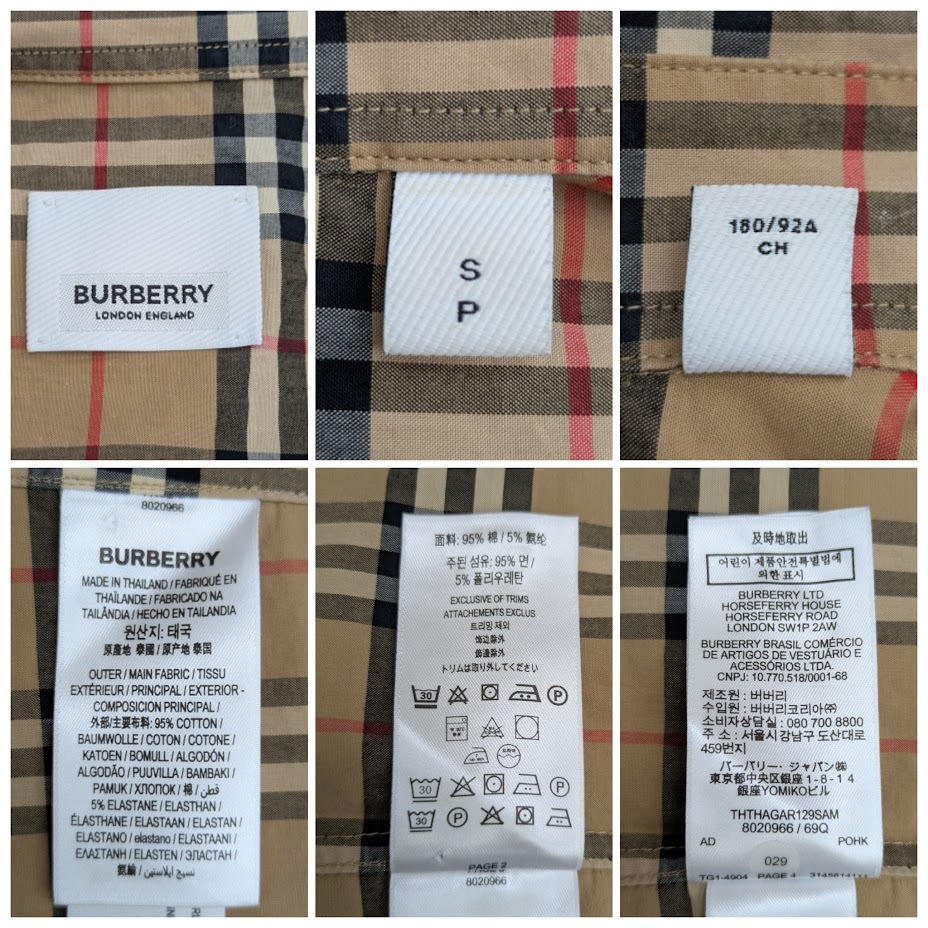 BURBERRY
LONDON ENGLAND
S
P
180/92A
CH
8020966
BURBERRY
MADE IN THAILAND / FABRIQUÉ EN
THAÏLANDE / FABRICADO NA
TAILÂNDIA / HECHO EN TAILANDIA
원산지: 태국
原產地 泰國 / 原产地 泰国
OUTER / MAIN FABRIC / TISSU
EXTÉRIEUR / PRINCIPAL / EXTERIOR -
COMPOSICIÓN PRINCIPAL /
外部/主要布料: 95% COTTON /
BAUMWOLLE / COTON / COTONE /
KATOEN / BOMULL / ALGODÓN /
ALGODÃO / PUUVILLA / BAMBAKI /
PAMUK / ХЛОПОК / 棉 / قطن
5% ELASTANE / ELASTHAN /
ÉLASTHANE / ELASTAAN / ELASTAN /
ELASTANO / elastano / ELASTAANI /
ΕΛΑΣΤΑΝΗ / ELASTEN / ЭЛАСТАН /
氨綸 / نسيج إيلاستين
面料: 95% 棉 / 5% 氨纶
주된 섬유: 95% 면 /
5% 폴리우레탄
EXCLUSIVE OF TRIMS
ATTACHEMENTS EXCLUS
트리밍 제외
饰边除外
飾邊除外
トリムは取り外してください
30 P
30
30 P
30 P
PAGE 2
8020966
及時地取出
어린이 제품안전특별법에
의한 표시
BURBERRY LTD
HORSEFERRY HOUSE
HORSEFERRY ROAD
LONDON SW1P 2AW
BURBERRY BRASIL COMÉRCIO
DE ARTIGOS DE VESTUÁRIO E
ACESSÓRIOS LTDA.
CNPJ: 10.770.518/0001-68
제조원 : 버버리
수입원 : 버버리코리아㈜
소비자상담실 : 080 700 8800
주 소 : 서울시강남구 도산대로
459번지
バーバリー・ジャパン㈱
東京都中央区銀座1-8-14
銀座YOMIKOビル
THTHAGAR129SAM
8020966 / 69Q
AD POHK
029
TG1-4904 PAGE 4